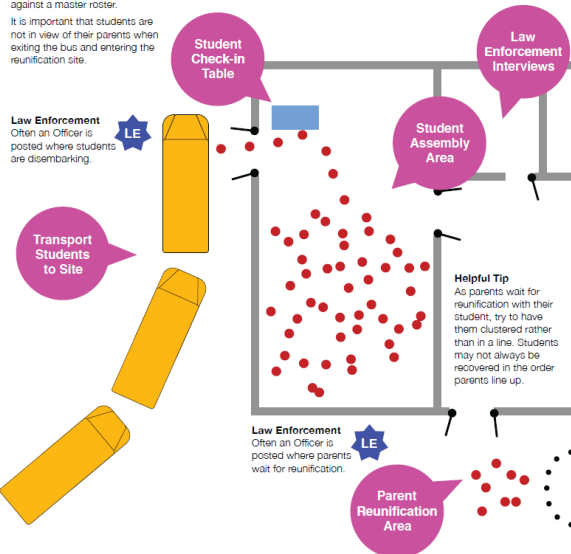 against a master roster.
It is important that students are
not in view of their parents when
exiting the bus and entering the
reunification site.
Student
Check-in
Table
Law
Enforcement
Interviews
Law Enforcement
Often an Officer is
posted where students
are disembarking.
LE
Student
Assembly
Area
Transport
Students
to Site
Helpful Tip
As parents wait for
reunification with their
student, try to have
them clustered rather
than in a line. Students
may not always be
recovered in the order
parents line up.
Law Enforcement
Often an Officer is
posted where parents
wait for reunification.
LE
Parent
Reunification
Area